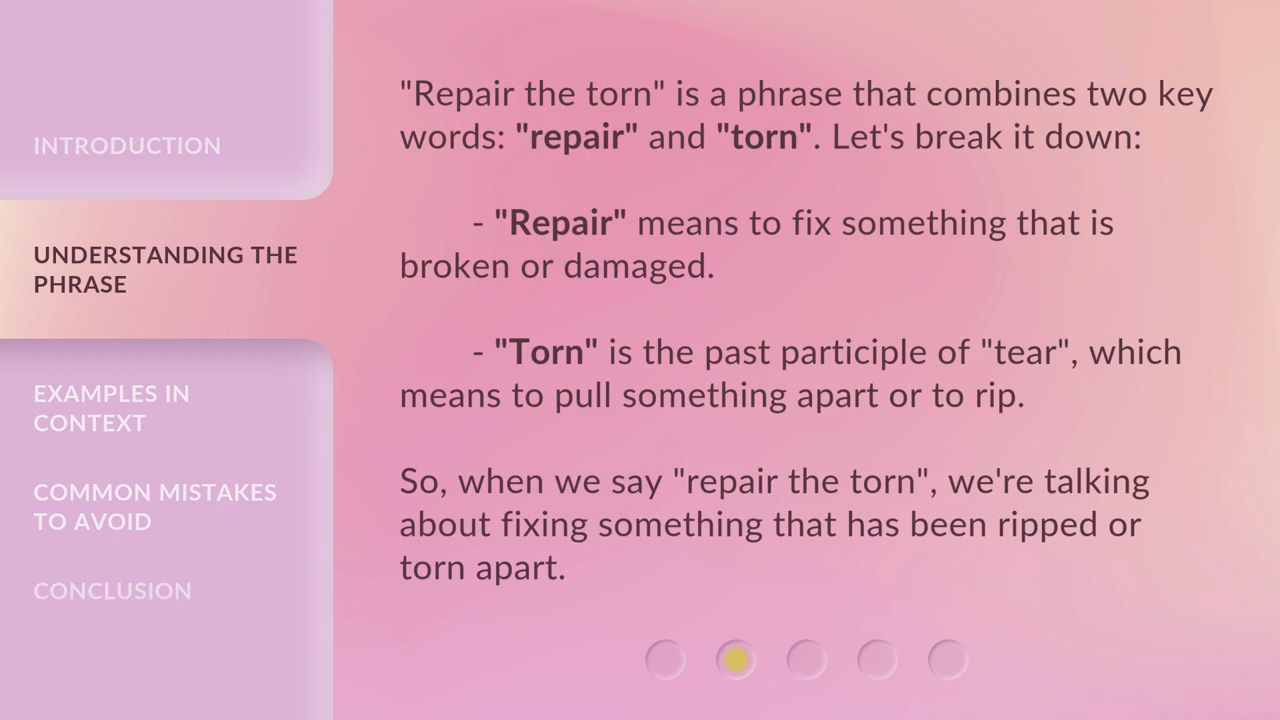 INTRODUCTION
UNDERSTANDING THE
PHRASE
EXAMPLES IN
CONTEXT
COMMON MISTAKES
TO AVOID
CONCLUSION
"Repair the torn" is a phrase that combines two key
words: "repair" and "torn". Let's break it down:
- "Repair" means to fix something that is
broken or damaged.
- "Torn" is the past participle of "tear", which
means to pull something apart or to rip.
So, when we say "repair the torn", we're talking
about fixing something that has been ripped or
torn apart.